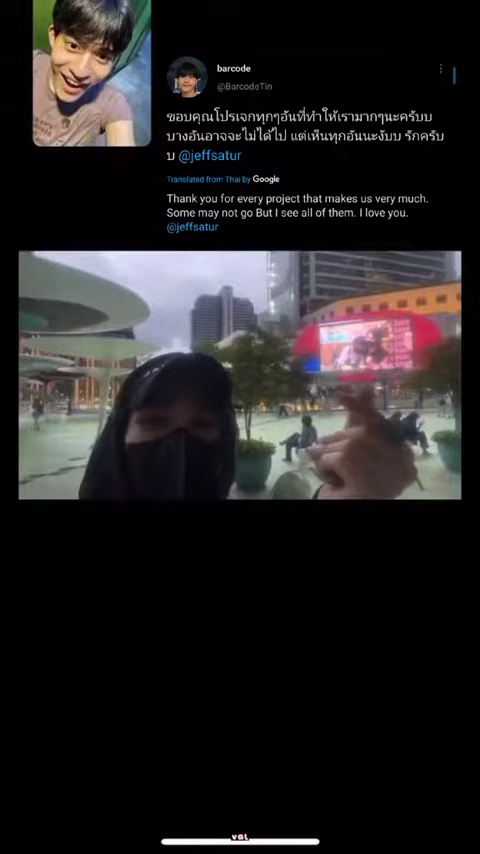 barcode
@BarcodeTin
ขอบคุณโปรเจกทุกๆอันที่ทำให้เรามากๆนะครับบ
บางอันอาจจะไม่ได้ไป แต่เห็นทุกอันนะงับบ รักครับ
บ @jeffsatur
Translated from Thai by Google
Thank you for every project that makes us very much.
Some may not go But I see all of them. I love you.
@jeffsatur
val